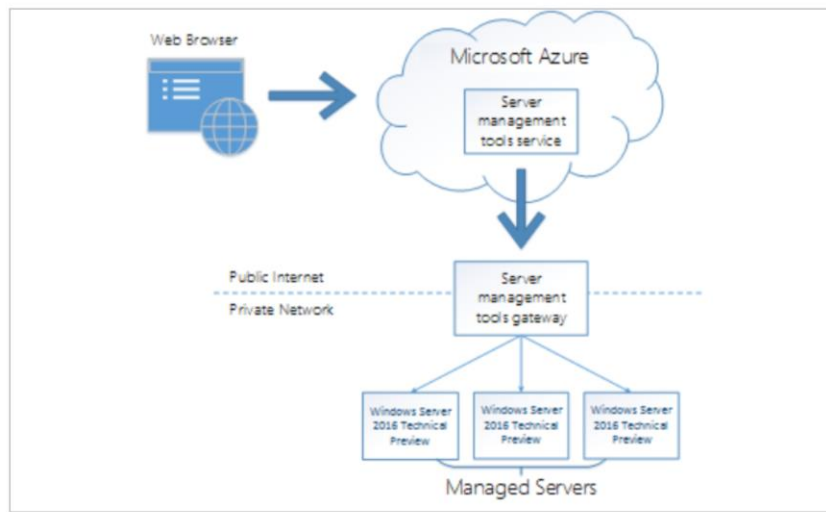 Web Browser
Microsoft Azure
Server
management
tools service
Public Internet
Private Network
Server
management
tools gateway
Windows Server
2016 Technical
Preview
Windows Server
2016 Technical
Preview
Windows Server
2016 Technical
Preview
Managed Servers